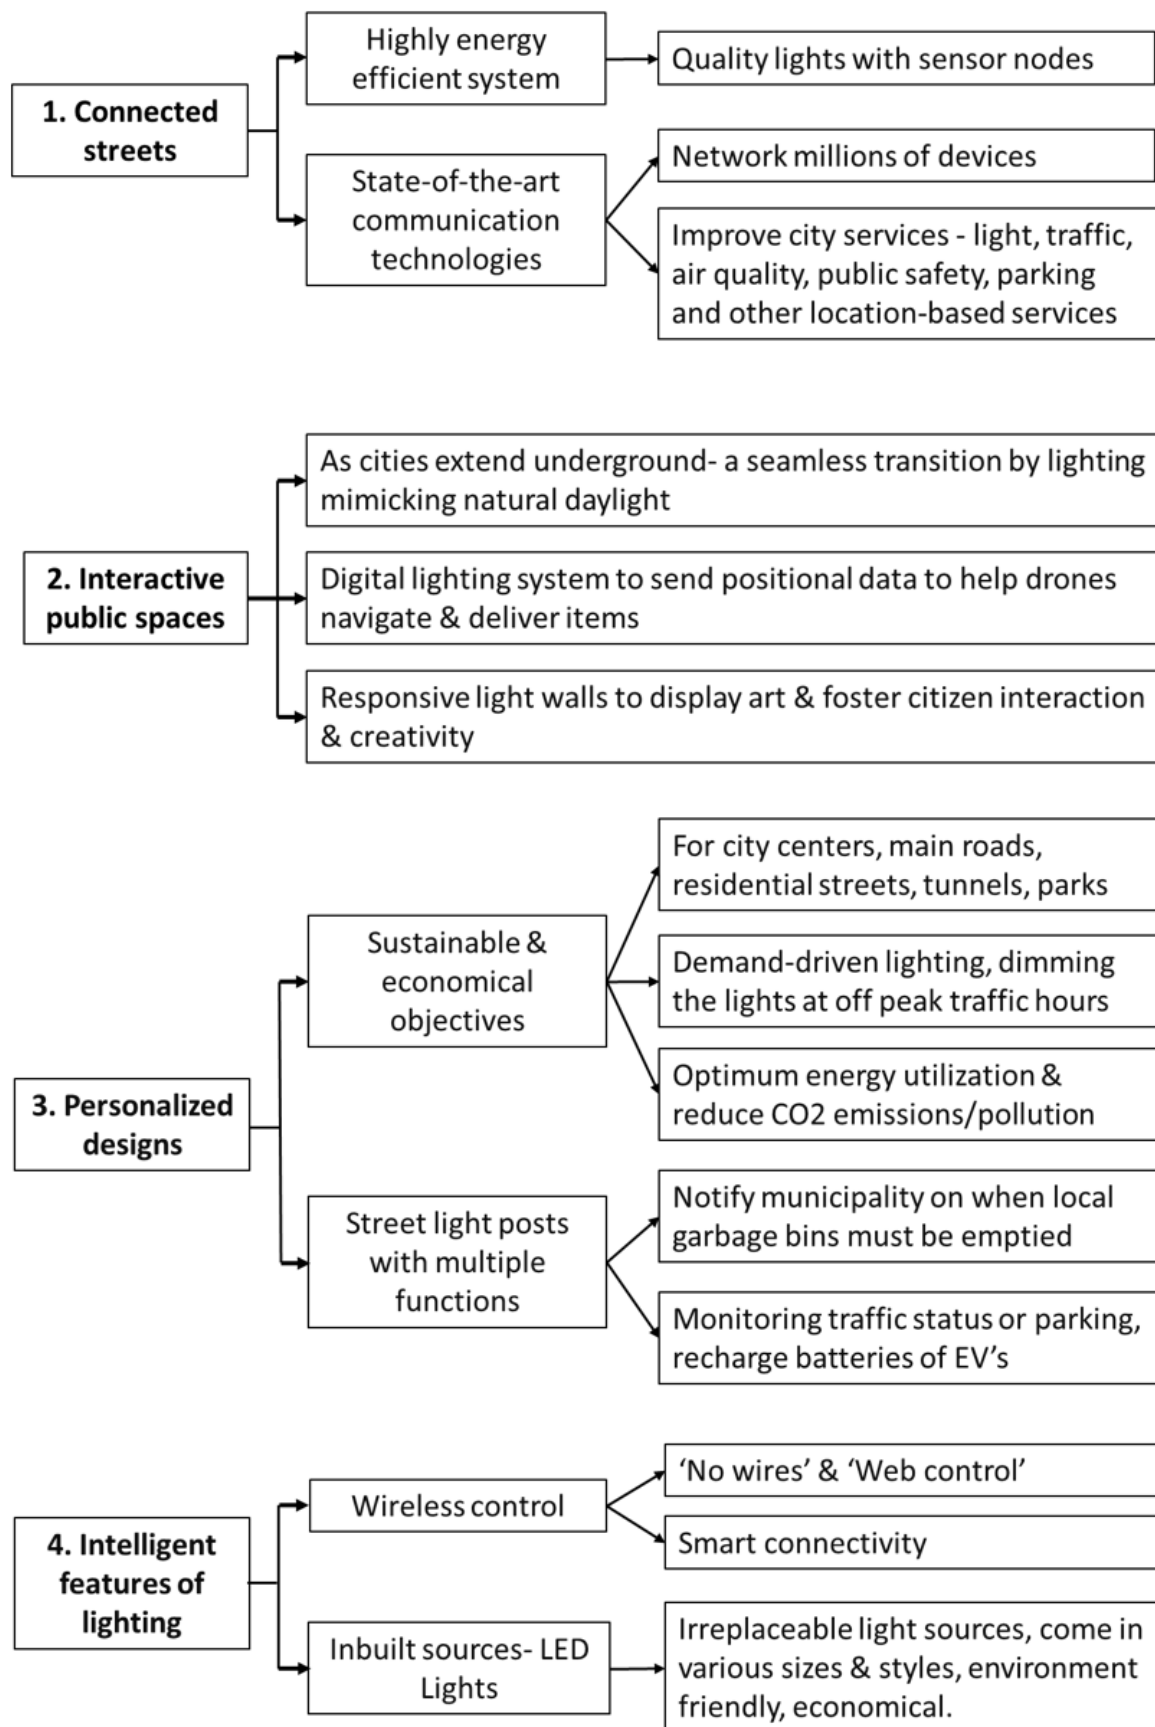 1. Connected
streets
Highly energy
efficient system
Quality lights with sensor nodes
State-of-the-art
communication
technologies
Network millions of devices
Improve city services - light, traffic,
air quality, public safety, parking
and other location-based services
2. Interactive
public spaces
As cities extend underground- a seamless transition by lighting
mimicking natural daylight
Digital lighting system to send positional data to help drones
navigate & deliver items
Responsive light walls to display art & foster citizen interaction
& creativity
3. Personalized
designs
Sustainable &
economical
objectives
For city centers, main roads,
residential streets, tunnels, parks
Demand-driven lighting, dimming
the lights at off peak traffic hours
Optimum energy utilization &
reduce CO2 emissions/pollution
Street light posts
with multiple
functions
Notify municipality on when local
garbage bins must be emptied
Monitoring traffic status or parking,
recharge batteries of EV’s
4. Intelligent
features of
lighting
Wireless control
‘No wires’ & ‘Web control’
Smart connectivity
Inbuilt sources- LED
Lights
Irreplaceable light sources, come in
various sizes & styles, environment
friendly, economical.